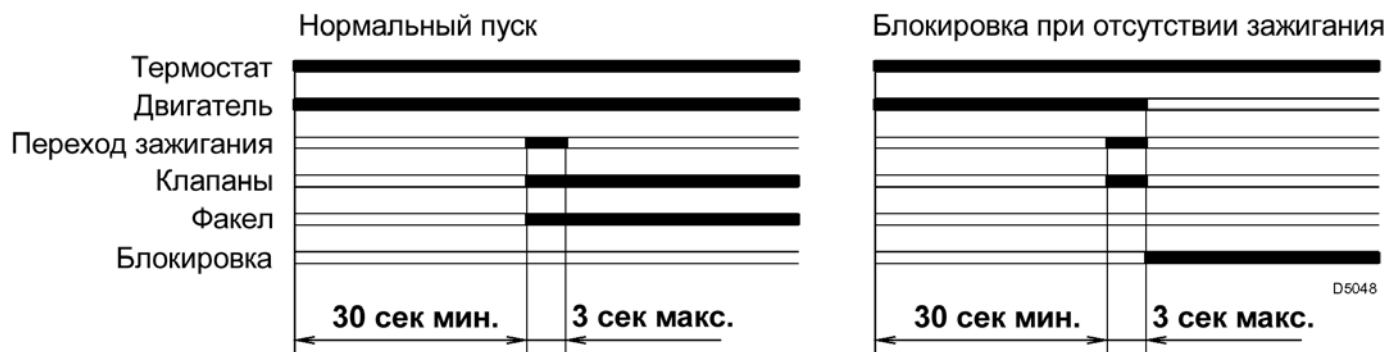 Нормальный пуск
Блокировка при отсутствии зажигания
Термостат
Двигатель
Переход зажигания
Клапаны
Факел
Блокировка
D5048
30 сек мин.
3 сек макс.
30 сек мин.
3 сек макс.